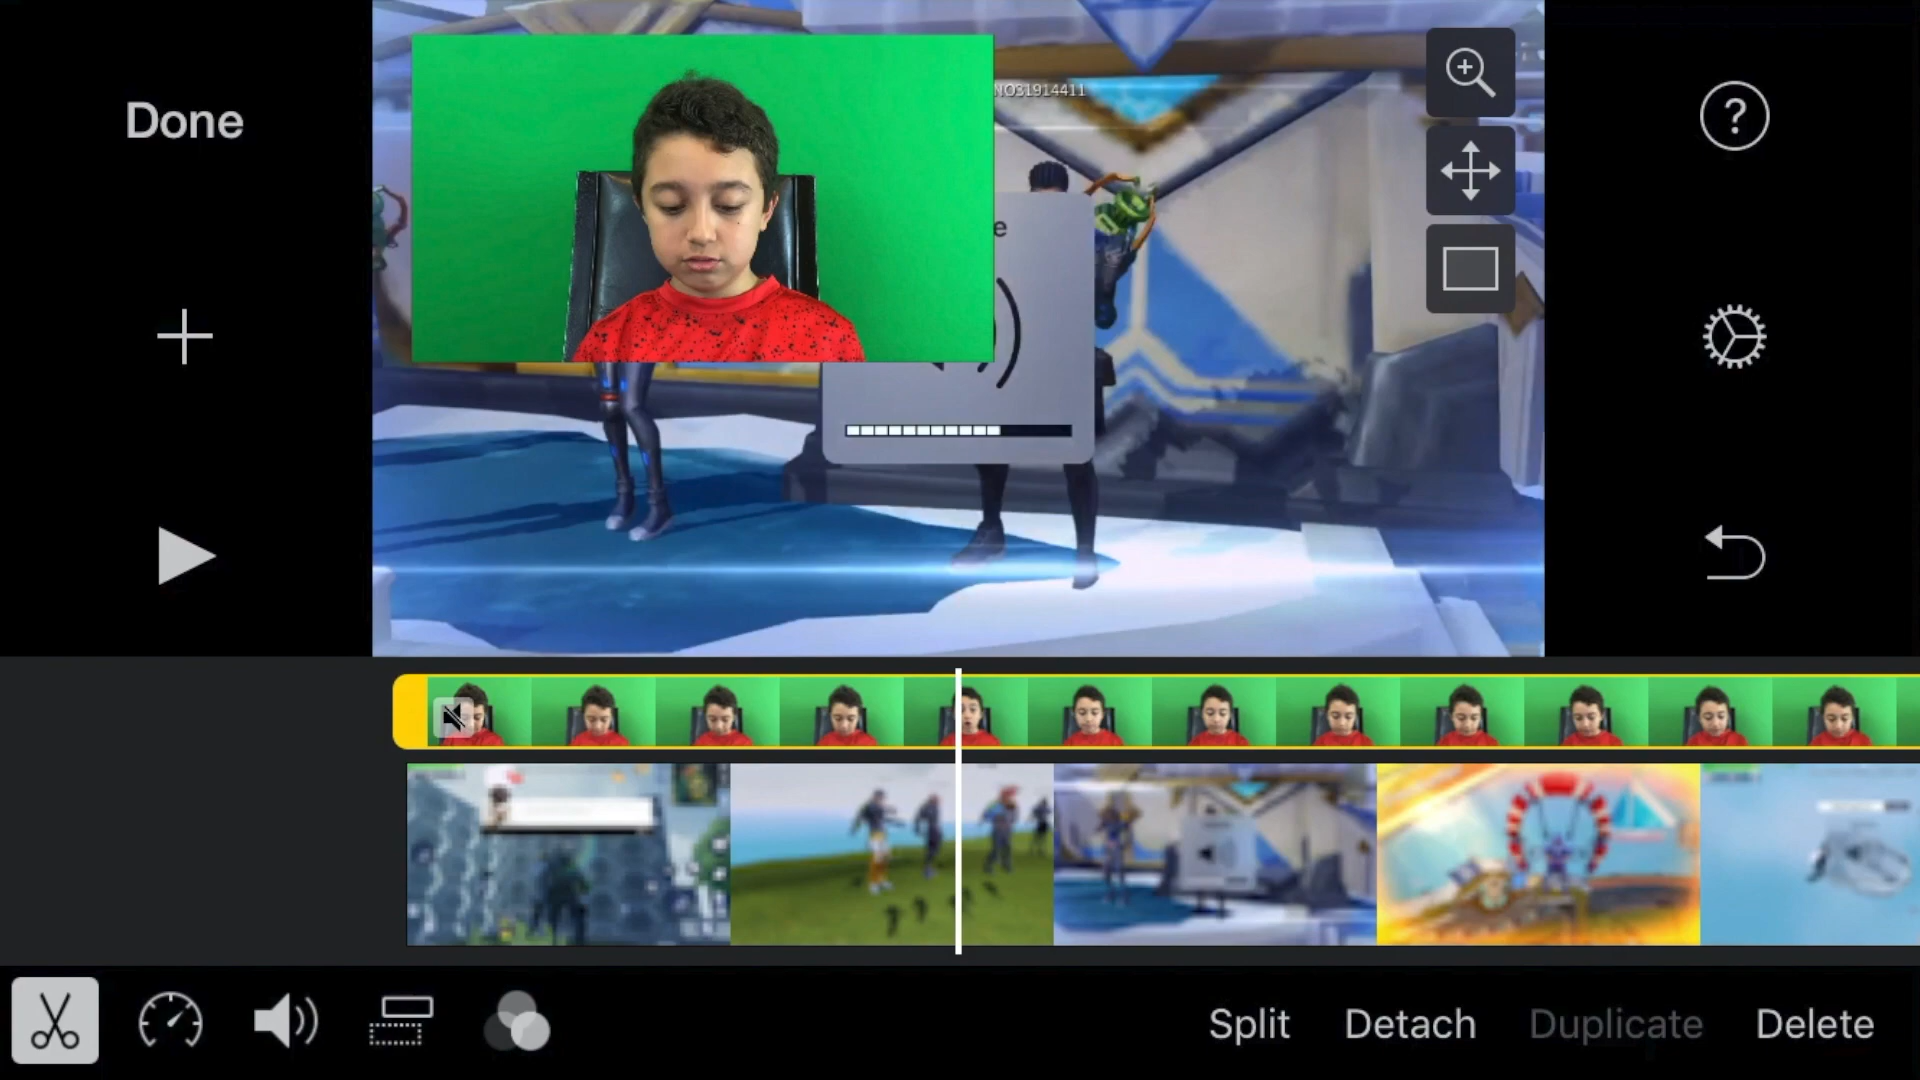 Done
NO31914411
?
e
Split
Detach
Duplicate
Delete